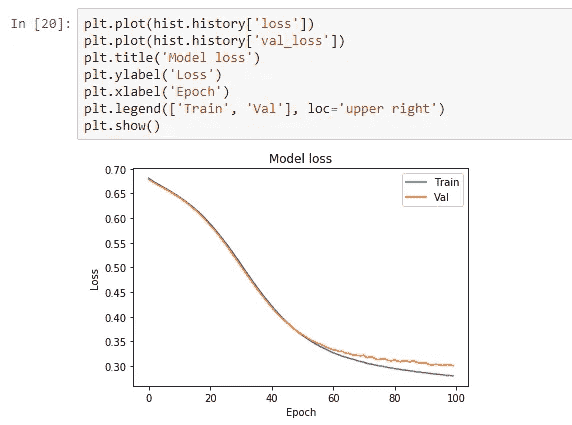 In [20]: plt.plot(hist.history['loss'])
plt.plot(hist.history['val_loss'])
plt.title('Model loss')
plt.ylabel('Loss')
plt.xlabel('Epoch')
plt.legend(['Train', 'Val'], loc='upper right')
plt.show()
Model loss
Train
Val
0.70
0.65
0.60
0.55
0.50
0.45
0.40
0.35
0.30
Loss
0 20 40 60 80 100
Epoch